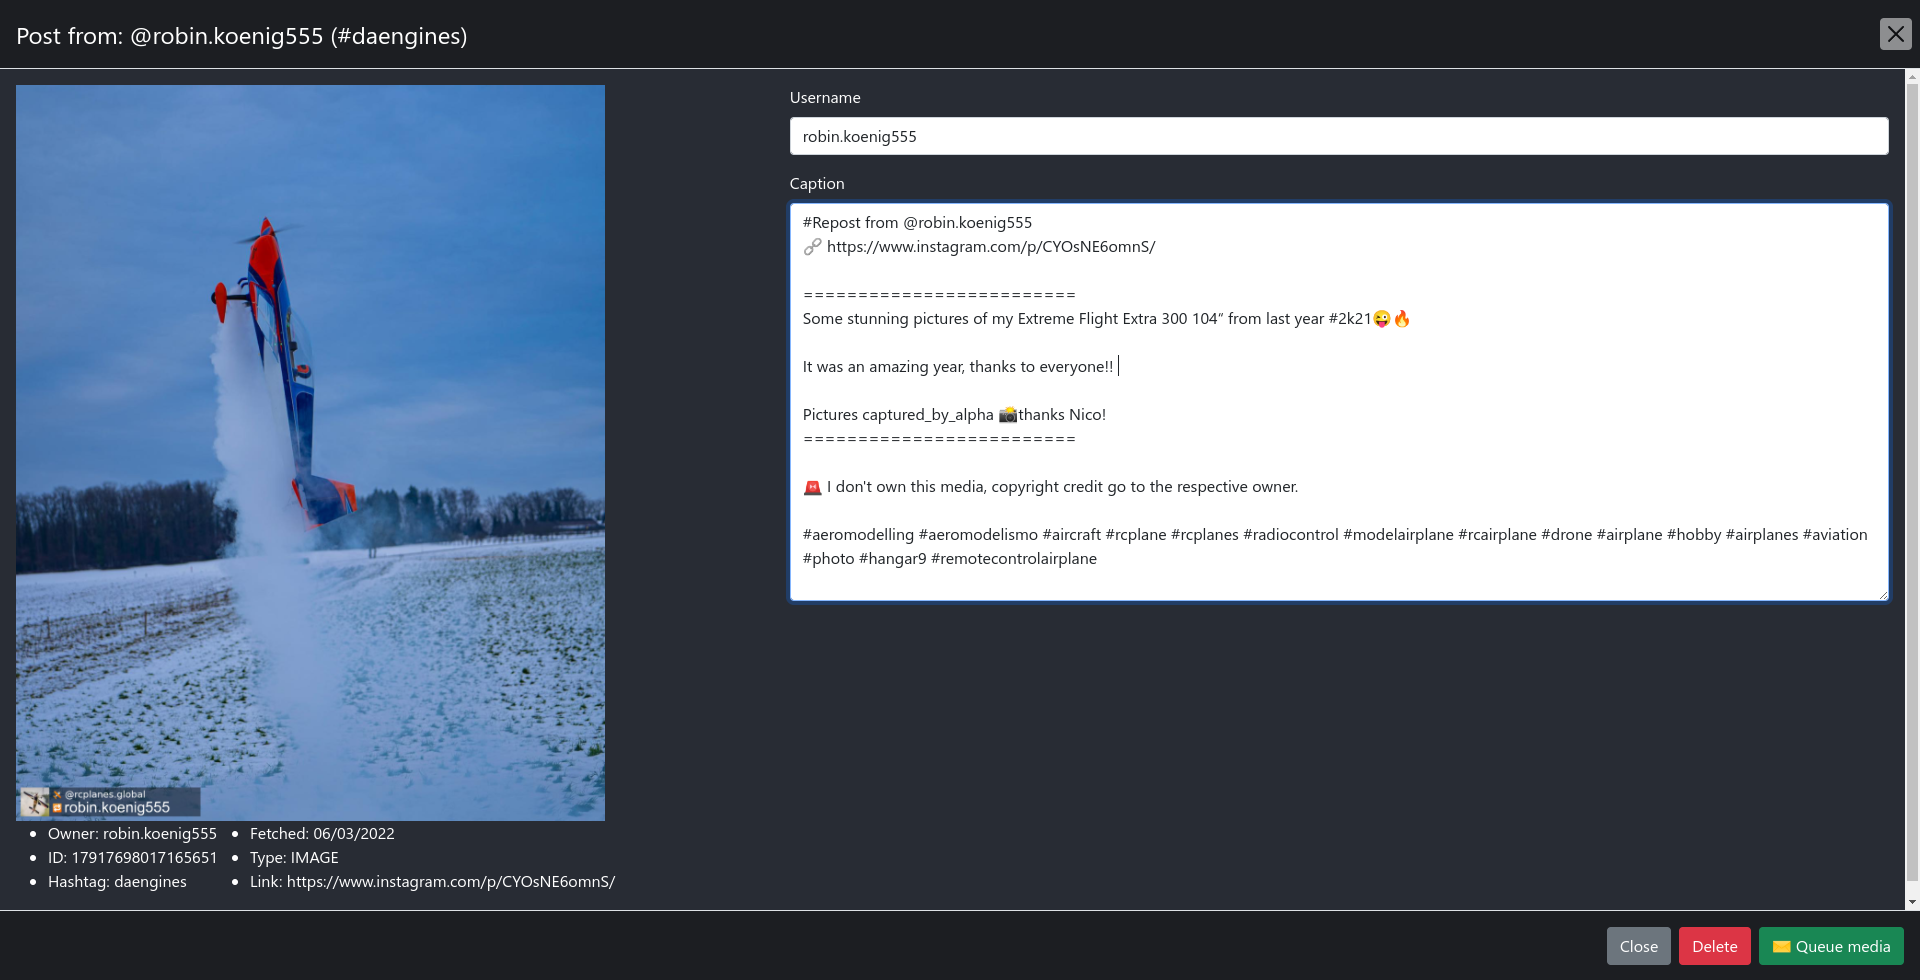 Post from: @robin.koenig555 (#daengines)
@rcplanes.global
robin.koenig555
Owner: robin.koenig555
ID: 17917698017165651
Hashtag: daengines
Fetched: 06/03/2022
Type: IMAGE
Link: https://www.instagram.com/p/CYOsNE6omnS/
Username
robin.koenig555
Caption
#Repost from @robin.koenig555
🔗 https://www.instagram.com/p/CYOsNE6omnS/
=========================
Some stunning pictures of my Extreme Flight Extra 300 104” from last year #2k21😜🔥
It was an amazing year, thanks to everyone!!
Pictures captured_by_alpha 📸thanks Nico!
=========================
🚨 I don't own this media, copyright credit go to the respective owner.
#aeromodelling #aeromodelismo #aircraft #rcplane #rcplanes #radiocontrol #modelairplane #rcairplane #drone #airplane #hobby #airplanes #aviation
#photo #hangar9 #remotecontrolairplane
Close
Delete
✉️ Queue media